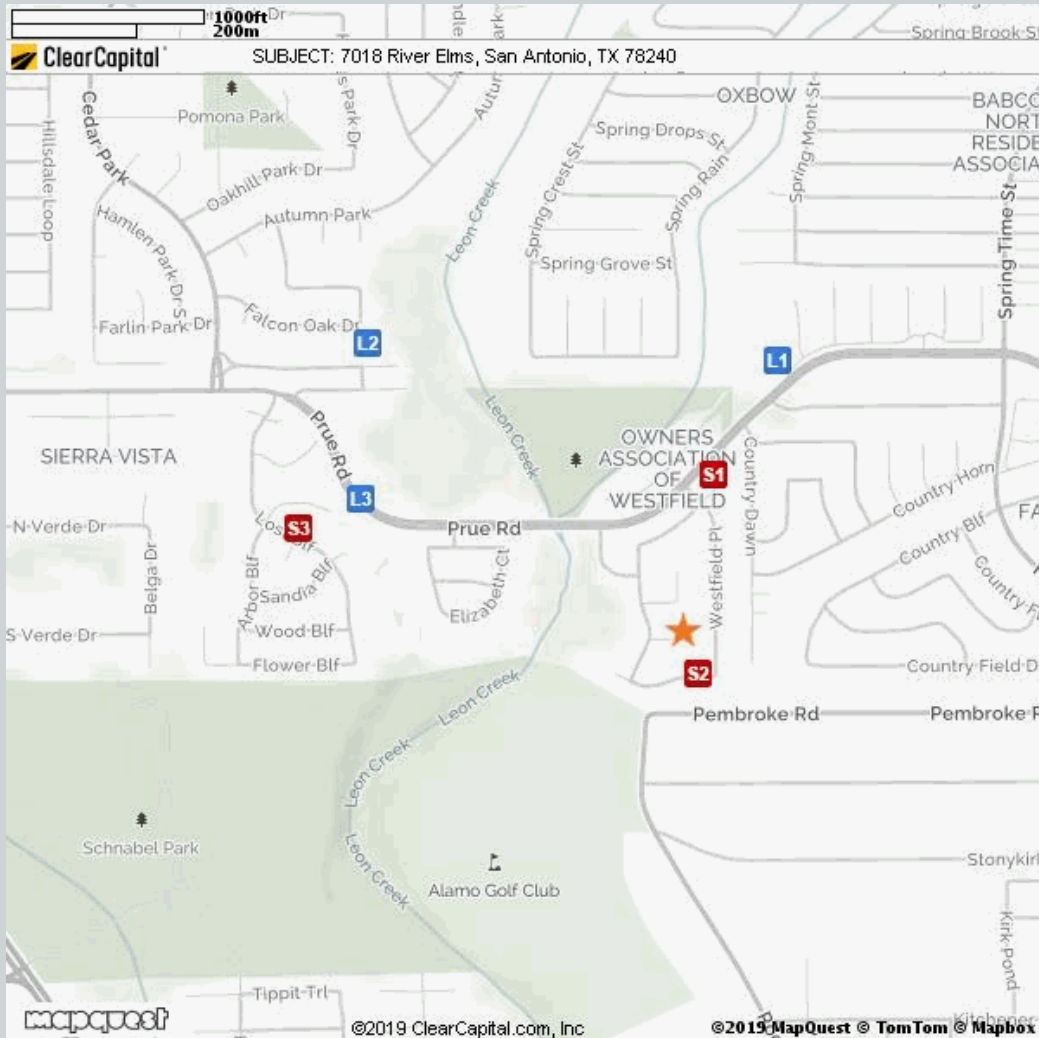 1000ft
200m
Spring Brook St
ClearCapital
SUBJECT: 7018 River Elms, San Antonio, TX 78240
Cedar Park
Pomona Park
Hillsdale Loop
Oakhill Park Dr
Autumn Park
Hamlen Park Dr S
Farlin Park Dr
Falcon Oak Dr
L2
Leon Creek
OXBOW
Spring Drops St
Spring Crest St
Spring Rain
Spring Mont St
Spring Grove St
Spring Time St
L1
Prue Rd
SIERRA VISTA
Leon Creek
OWNERS
ASSOCIATION
OF
WESTFIELD
S1
Country Dawn
Country Horn
Country Blf
L3
S3
N Verde Dr
Belga Dr
Arbor Blf
Sandia Blf
Prue Rd
Elizabeth Ct
Westfield Pl
S Verde Dr
Wood Blf
Flower Blf
S2
Country Field D
Leon Creek
Pembroke Rd
Pembroke R
Leon Creek
Schnabel Park
Leon Creek
Alamo Golf Club
Kirk Pond
Tippit Trl
mapquest
©2019 ClearCapital.com, Inc
©2019 MapQuest © TomTom © Mapbox